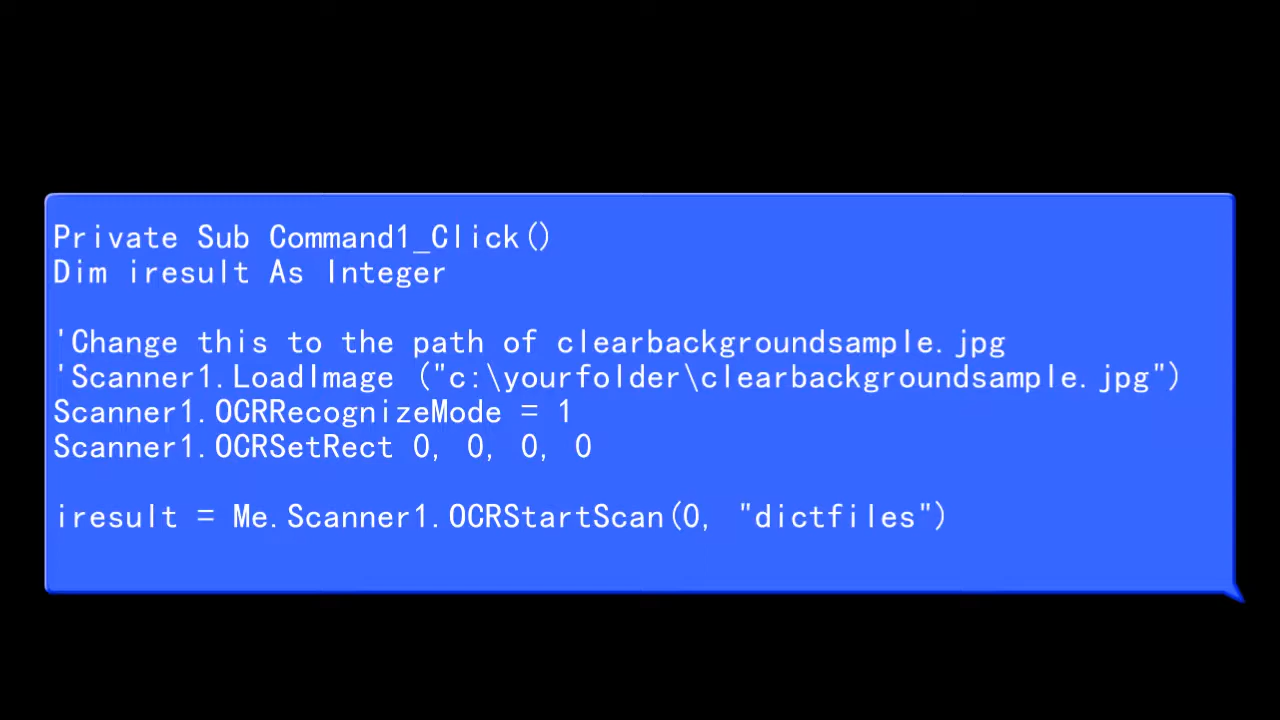 Private Sub Command1_Click()
Dim iresult As Integer
'Change this to the path of clearbackgroundsample.jpg
'Scanner1.LoadImage ("c:\yourfolder\clearbackgroundsample.jpg")
Scanner1.OCRRecognizeMode = 1
Scanner1.OCRSetRect 0, 0, 0, 0
iresult = Me.Scanner1.OCRStartScan(0, "dictfiles")